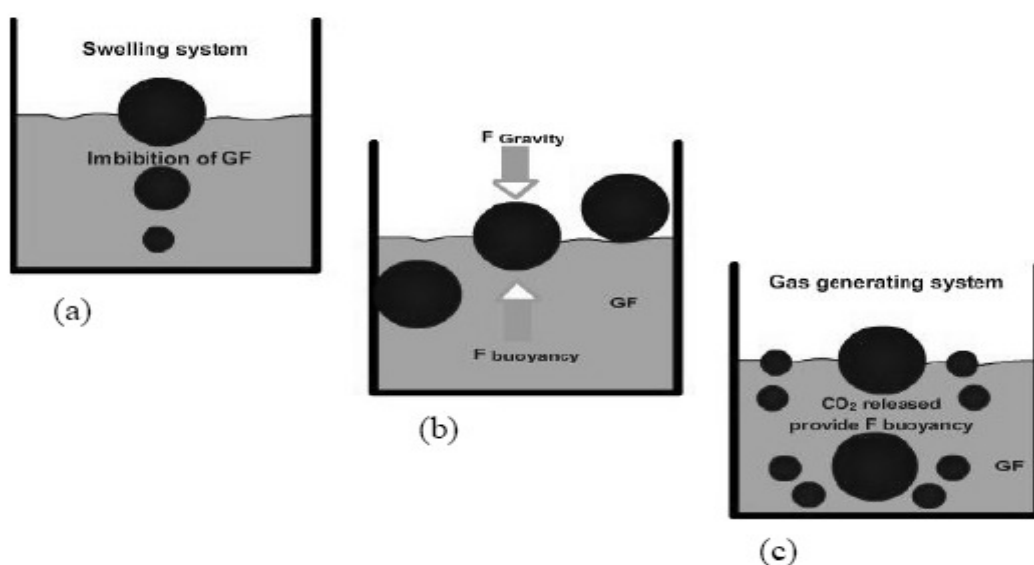 Swelling system
Imbibition of GF
(a)
F Gravity
GF
F buoyancy
(b)
Gas generating system
CO₂ released
provide F buoyancy
GF
(c)